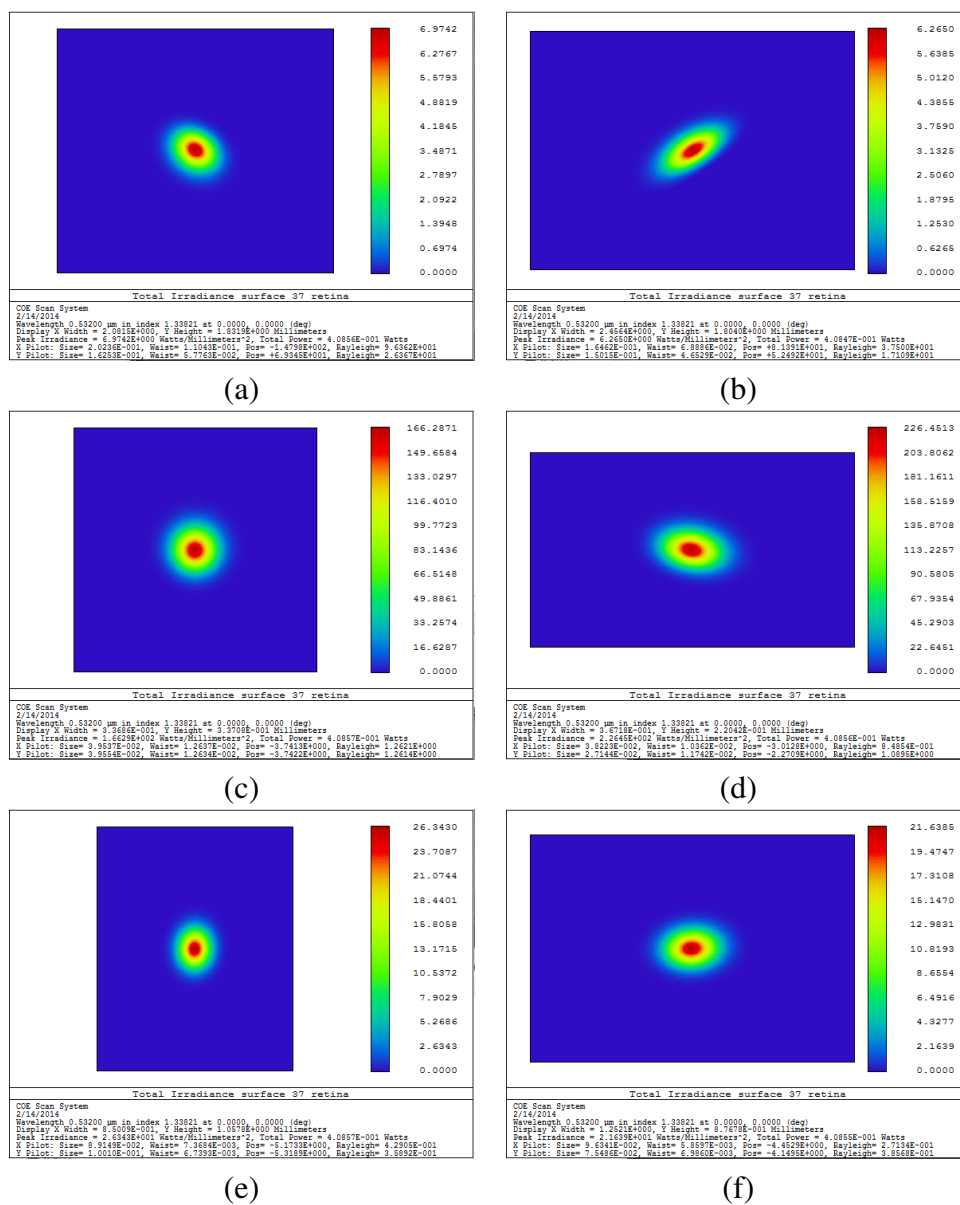 6.9742
6.2767
5.5793
4.8819
4.1845
3.4871
2.7897
2.0922
1.3948
0.6974
0.0000
Total Irradiance surface 37 retina
COE Scan System
2/14/2014
Wavelength 0.53200 µm in index 1.33821 at 0.0000, 0.0000 (deg)
Display X Width = 2.0815E+000, Y Height = 1.8319E+000 Millimeters
Peak Irradiance = 6.9742E+000 Watts/Millimeters^2, Total Power = 4.0856E-001 Watts
X Pilot: Size= 2.0236E-001, Waist= 1.1043E-001, Pos= -1.4798E+002, Rayleigh= 9.6362E+001
Y Pilot: Size= 1.6253E-001, Waist= 5.7763E-002, Pos= +6.9345E+001, Rayleigh= 2.6367E+001
(a)
6.2650
5.6385
5.0120
4.3855
3.7590
3.1325
2.5060
1.8795
1.2530
0.6265
0.0000
Total Irradiance surface 37 retina
COE Scan System
2/14/2014
Wavelength 0.53200 µm in index 1.33821 at 0.0000, 0.0000 (deg)
Display X Width = 2.4564E+000, Y Height = 1.8040E+000 Millimeters
Peak Irradiance = 6.2650E+000 Watts/Millimeters^2, Total Power = 4.0847E-001 Watts
X Pilot: Size= 1.6462E-001, Waist= 6.8886E-002, Pos= +8.1391E+001, Rayleigh= 3.7500E+001
Y Pilot: Size= 1.5015E-001, Waist= 4.6529E-002, Pos= +5.2492E+001, Rayleigh= 1.7109E+001
(b)
166.2871
149.6584
133.0297
116.4010
99.7723
83.1436
66.5148
49.8861
33.2574
16.6287
0.0000
Total Irradiance surface 37 retina
COE Scan System
2/14/2014
Wavelength 0.53200 µm in index 1.33821 at 0.0000, 0.0000 (deg)
Display X Width = 3.3686E-001, Y Height = 3.3708E-001 Millimeters
Peak Irradiance = 1.6629E+002 Watts/Millimeters^2, Total Power = 4.0857E-001 Watts
X Pilot: Size= 3.9537E-002, Waist= 1.2637E-002, Pos= -3.7413E+000, Rayleigh= 1.2621E+000
Y Pilot: Size= 3.9554E-002, Waist= 1.2634E-002, Pos= -3.7422E+000, Rayleigh= 1.2614E+000
(c)
226.4513
203.8062
181.1611
158.5159
135.8708
113.2257
90.5805
67.9354
45.2903
22.6451
0.0000
Total Irradiance surface 37 retina
COE Scan System
2/14/2014
Wavelength 0.53200 µm in index 1.33821 at 0.0000, 0.0000 (deg)
Display X Width = 3.6718E-001, Y Height = 2.2042E-001 Millimeters
Peak Irradiance = 2.2645E+002 Watts/Millimeters^2, Total Power = 4.0856E-001 Watts
X Pilot: Size= 3.8223E-002, Waist= 1.0362E-002, Pos= -3.0128E+000, Rayleigh= 8.4854E-001
Y Pilot: Size= 2.7144E-002, Waist= 1.1742E-002, Pos= -2.2709E+000, Rayleigh= 1.0895E+000
(d)
26.3430
23.7087
21.0744
18.4401
15.8058
13.1715
10.5372
7.9029
5.2686
2.6343
0.0000
Total Irradiance surface 37 retina
COE Scan System
2/14/2014
Wavelength 0.53200 µm in index 1.33821 at 0.0000, 0.0000 (deg)
Display X Width = 8.5009E-001, Y Height = 1.0578E+000 Millimeters
Peak Irradiance = 2.6343E+001 Watts/Millimeters^2, Total Power = 4.0857E-001 Watts
X Pilot: Size= 8.9149E-002, Waist= 7.3684E-003, Pos= -5.1733E+000, Rayleigh= 4.2905E-001
Y Pilot: Size= 1.0010E-001, Waist= 6.7393E-003, Pos= -5.3189E+000, Rayleigh= 3.5892E-001
(e)
21.6385
19.4747
17.3108
15.1470
12.9831
10.8193
8.6554
6.4916
4.3277
2.1639
0.0000
Total Irradiance surface 37 retina
COE Scan System
2/14/2014
Wavelength 0.53200 µm in index 1.33821 at 0.0000, 0.0000 (deg)
Display X Width = 1.2521E+000, Y Height = 8.7678E-001 Millimeters
Peak Irradiance = 2.1639E+001 Watts/Millimeters^2, Total Power = 4.0855E-001 Watts
X Pilot: Size= 9.6341E-002, Waist= 5.8597E-003, Pos= -4.4529E+000, Rayleigh= 2.7134E-001
Y Pilot: Size= 7.5486E-002, Waist= 6.9860E-003, Pos= -4.1495E+000, Rayleigh= 3.8568E-001
(f)